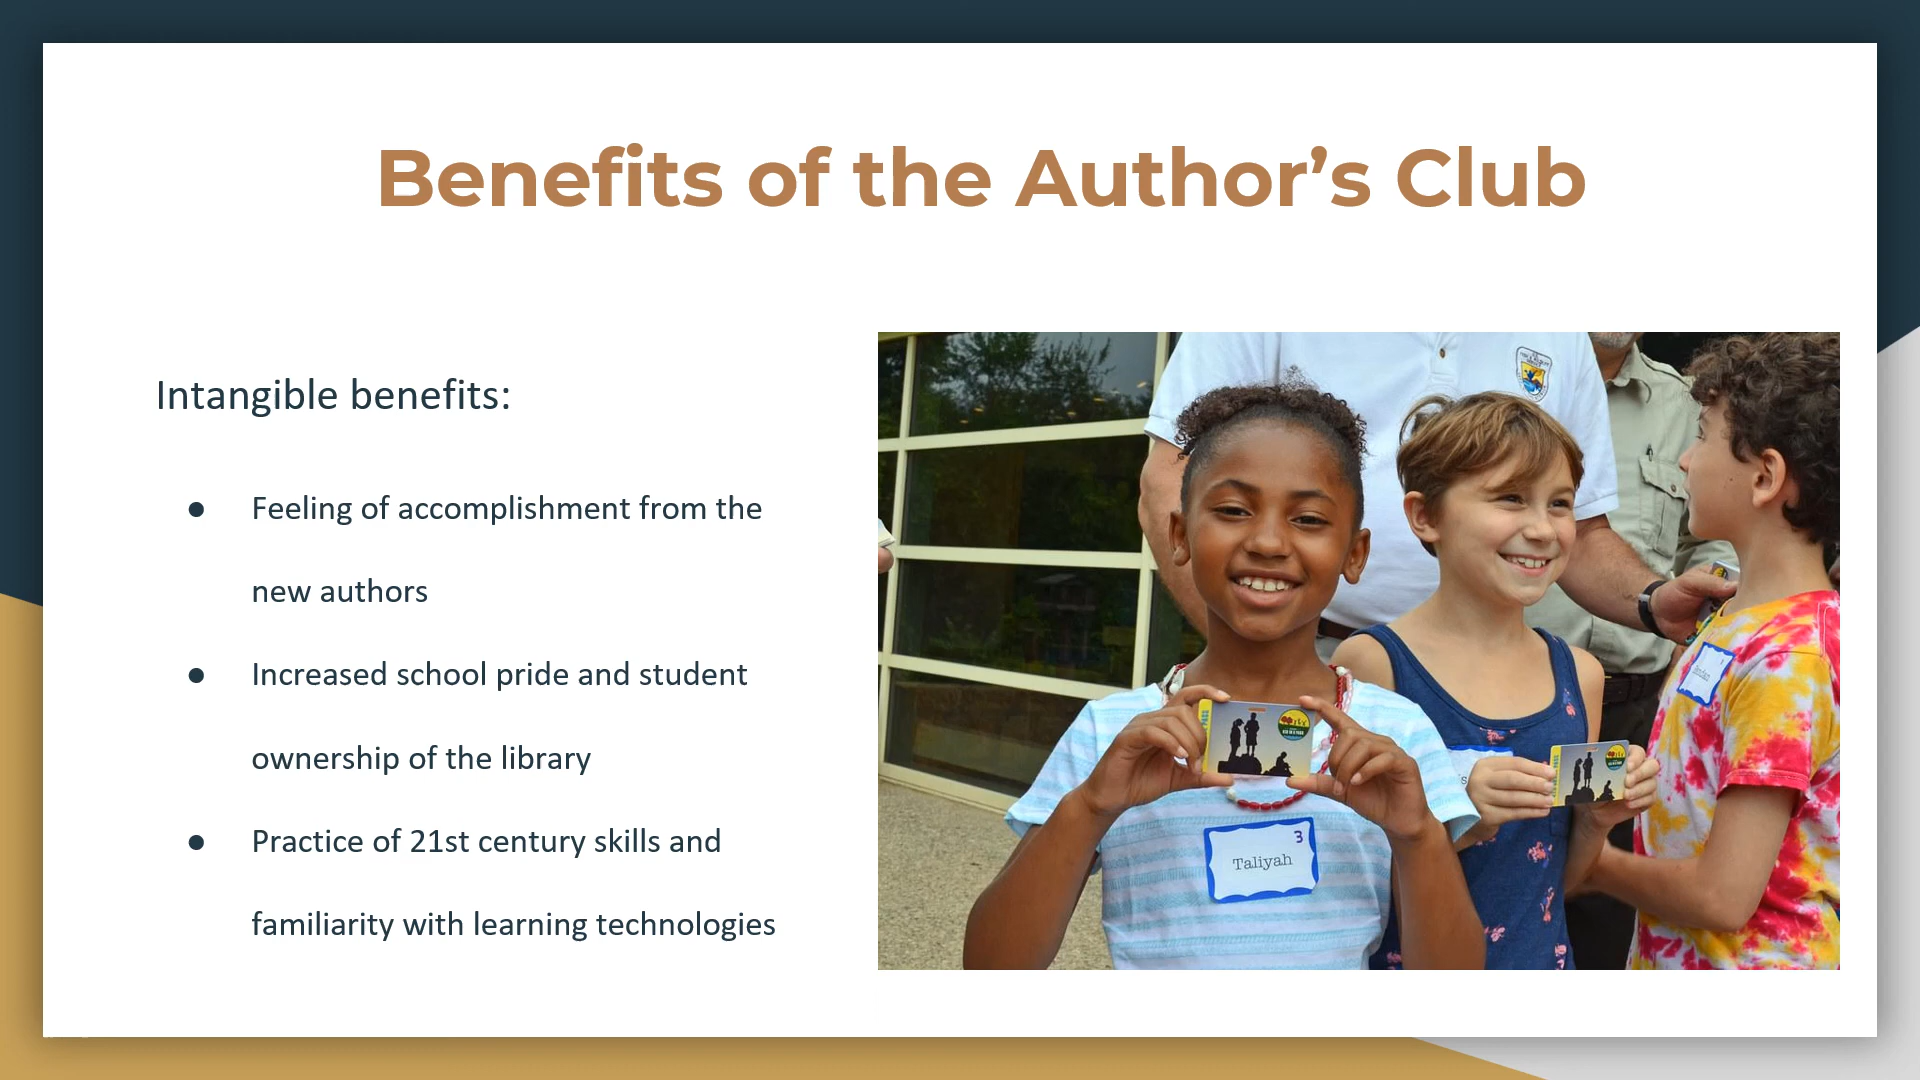 Benefits of the Author’s Club
Intangible benefits:
● Feeling of accomplishment from the
new authors
● Increased school pride and student
ownership of the library
● Practice of 21st century skills and
familiarity with learning technologies
3
Taliyah